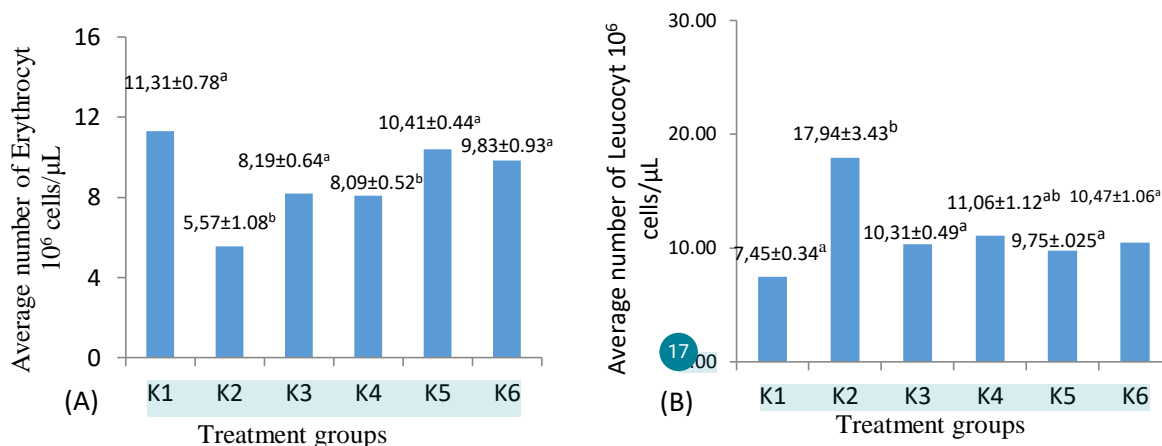 Average number of Erythrocyt
10⁶ cells/µL
16
12
8
4
0
11,31±0.78ᵃ
5,57±1.08ᵇ
8,19±0.64ᵃ
8,09±0.52ᵇ
10,41±0.44ᵃ
9,83±0.93ᵃ
K1 K2 K3 K4 K5 K6
(A)
Treatment groups
Average number of Leucocyt 10⁶
cells/µL
30.00
20.00
10.00
17 .00
7,45±0.34ᵃ
17,94±3.43ᵇ
10,31±0.49ᵃ
11,06±1.12ᵃᵇ
9,75±.025ᵃ
10,47±1.06ᵃ
K1 K2 K3 K4 K5 K6
(B)
Treatment groups